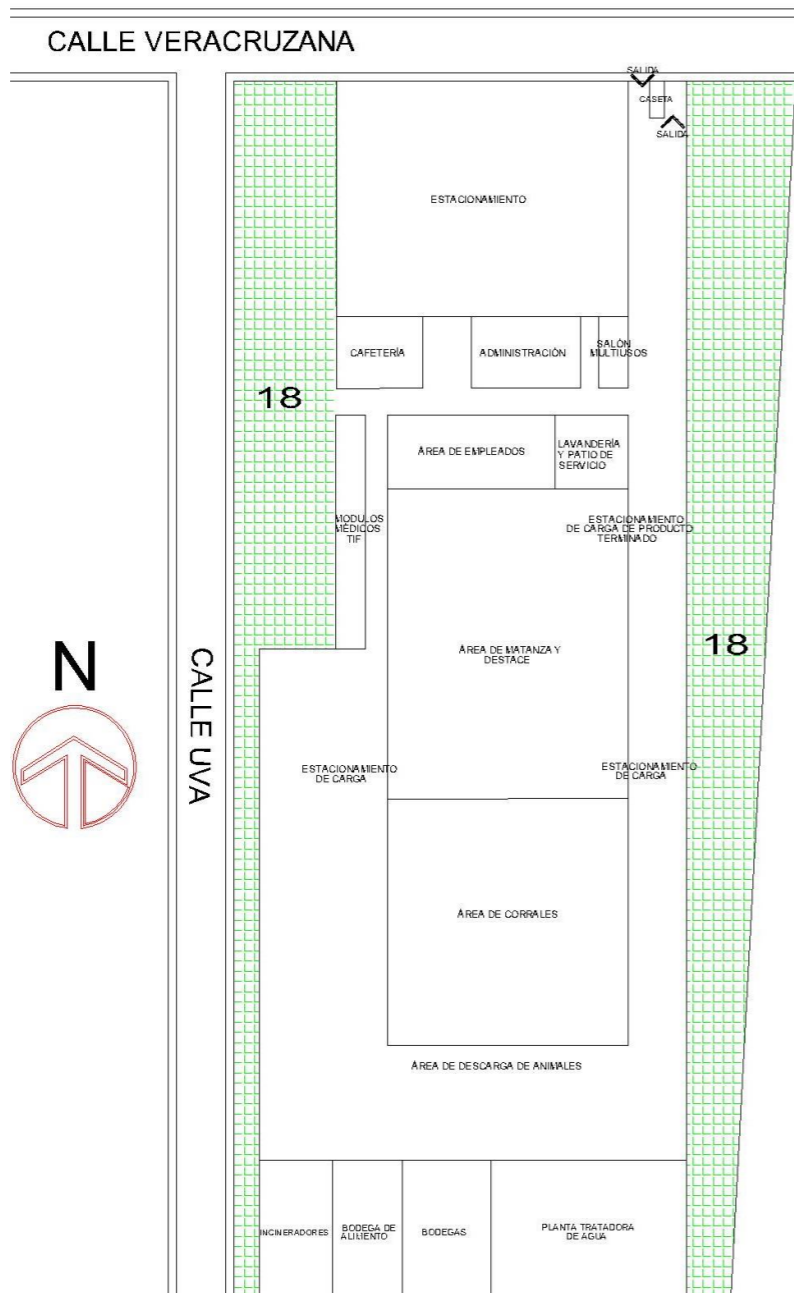 CALLE VERACRUZANA
SALIDA
CASETA
SALIDA
ESTACIONAMIENTO
CAFETERÍA
ADMINISTRACIÓN
SALÓN
MULTIUSOS
18
ÁREA DE EMPLEADOS
LAVANDERÍA
Y PATIO DE
SERVICIO
MODULOS
MÉDICOS
TIF
ESTACIONAMIENTO
DE CARGA DE PRODUCTO
TERMINADO
18
ÁREA DE MATANZA Y
DESTACE
N
CALLE UVA
ESTACIONAMIENTO
DE CARGA
ESTACIONAMIENTO
DE CARGA
ÁREA DE CORRALES
ÁREA DE DESCARGA DE ANIMALES
INCINERADORES
BODEGA DE
ALIMENTO
BODEGAS
PLANTA TRATADORA
DE AGUA